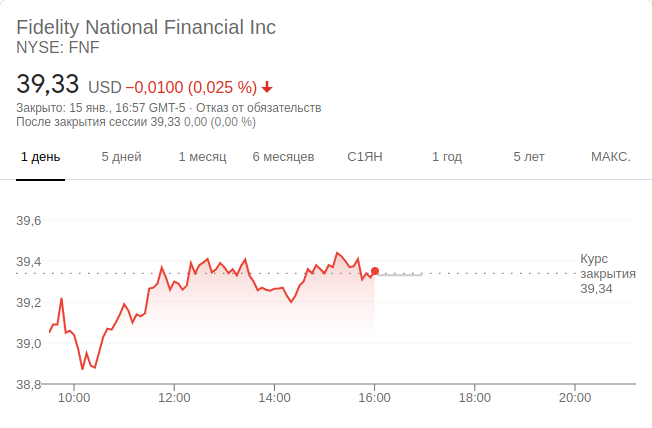 Fidelity National Financial Inc
NYSE: FNF
39,33 USD −0,0100 (0,025 %)
Закрыто: 15 янв., 16:57 GMT-5 · Отказ от обязательств
После закрытия сессии 39,33 0,00 (0,00 %)
1 день 5 дней 1 месяц 6 месяцев С1ЯН 1 год 5 лет МАКС.
39,6
39,4
Курс
закрытия
39,34
39,2
39,0
38,8
10:00 12:00 14:00 16:00 18:00 20:00